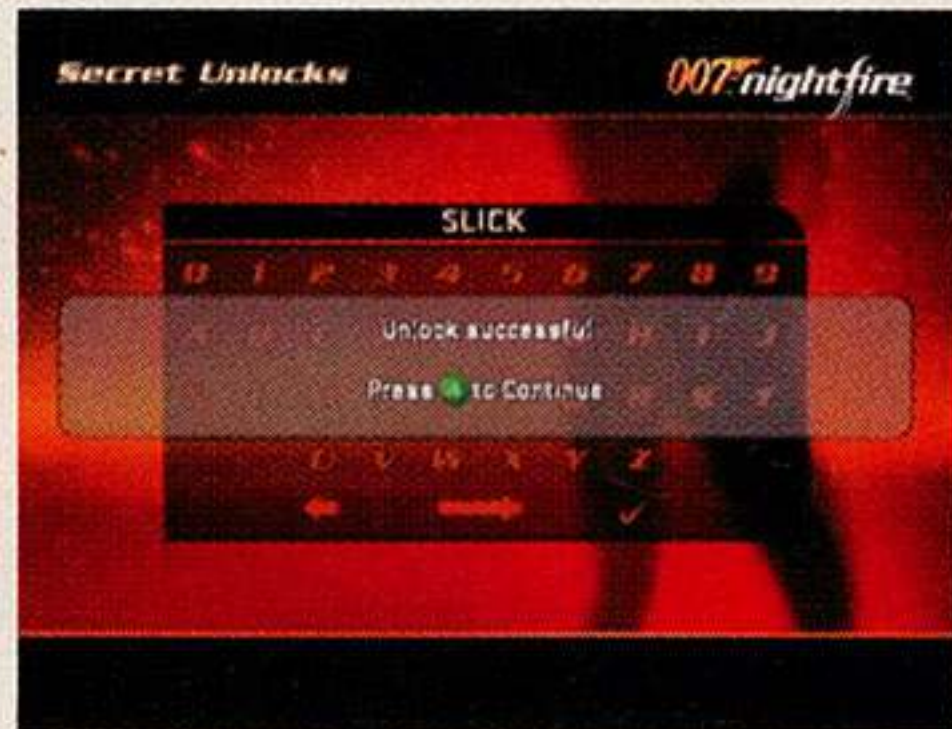 Secret Unlocks
007 nightfire
SLICK
0 1 2 3 4 5 6 7 8 9
Unlock successful
H I J
Press A to Continue
U V W X Y Z